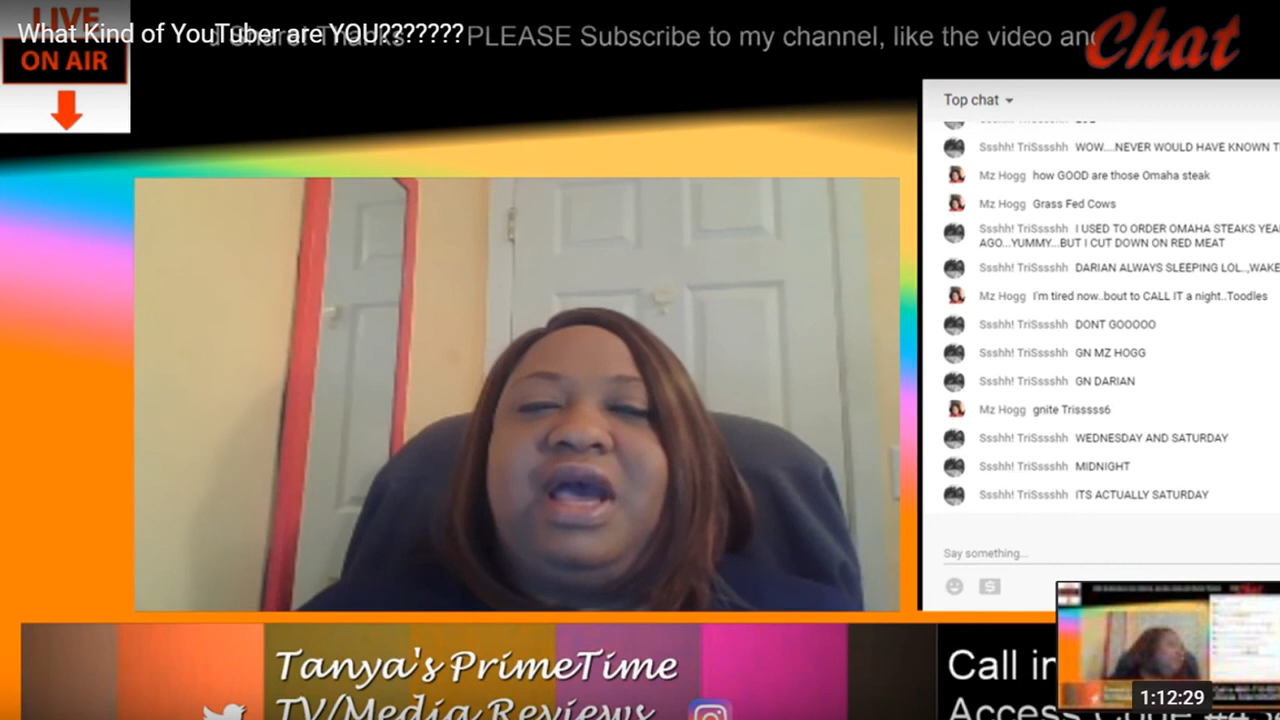 LIVE
ON AIR
What Kind of YouTuber are YOU???????
Share! Thanks PLEASE Subscribe to my channel, like the video and
Chat
Top chat
Ssshh! TriSssshh WOW....NEVER WOULD HAVE KNOWN
Mz Hogg how GOOD are those Omaha steak
Mz Hogg Grass Fed Cows
Ssshh! TriSssshh I USED TO ORDER OMAHA STEAKS
AGO...YUMMY...BUT I CUT DOWN ON RED MEAT
Ssshh! TriSssshh DARIAN ALWAYS SLEEPING LOL..,WAKE
Mz Hogg I'm tired now..bout to CALL IT a night..Toodles
Ssshh! TriSssshh DONT GOOOOO
Ssshh! TriSssshh GN MZ HOGG
Ssshh! TriSssshh GN DARIAN
Mz Hogg gnite Trisssss6
Ssshh! TriSssshh WEDNESDAY AND SATURDAY
Ssshh! TriSssshh MIDNIGHT
Ssshh! TriSssshh ITS ACTUALLY SATURDAY
Say something...
Tanya's PrimeTime
TV/Media Reviews
Call in
Access
1:12:29